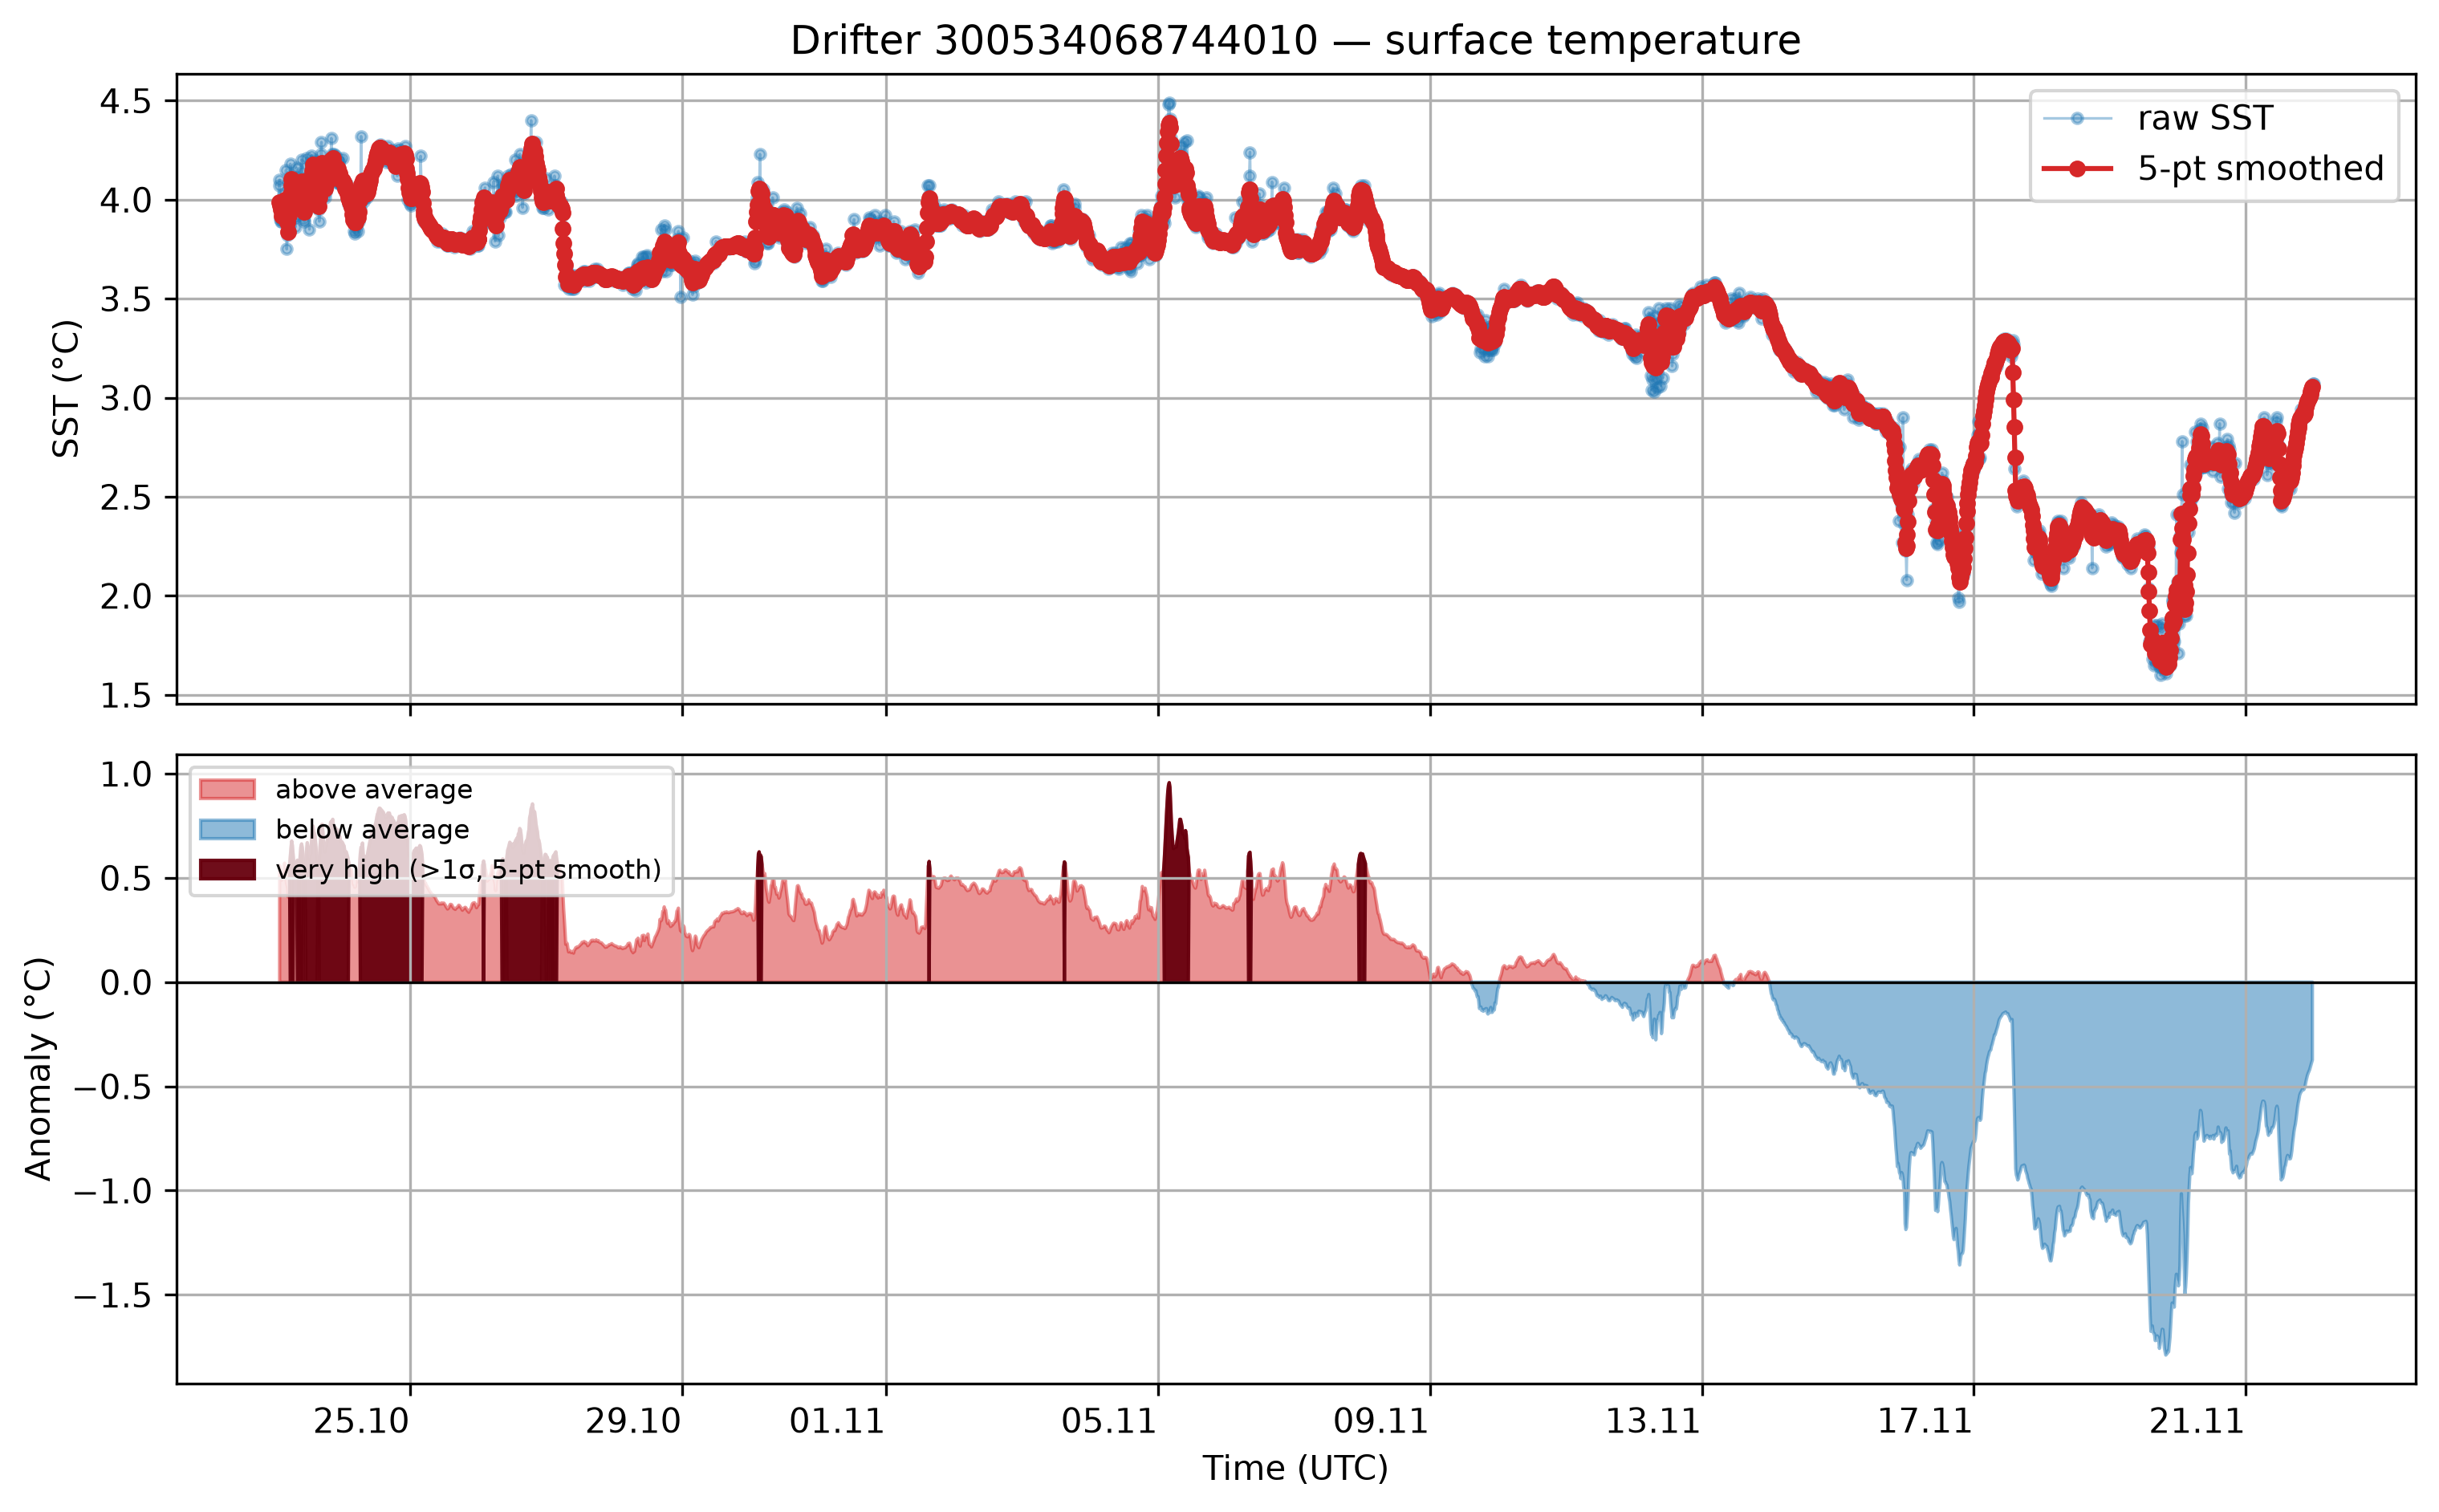 Drifter 300534068744010 — surface temperature
4.5
4.0
3.5
3.0
2.5
2.0
1.5
SST (°C)
raw SST
5-pt smoothed
1.0
0.5
0.0
−0.5
−1.0
−1.5
Anomaly (°C)
above average
below average
very high (>1σ, 5-pt smooth)
25.10 29.10 01.11 05.11 09.11 13.11 17.11 21.11
Time (UTC)